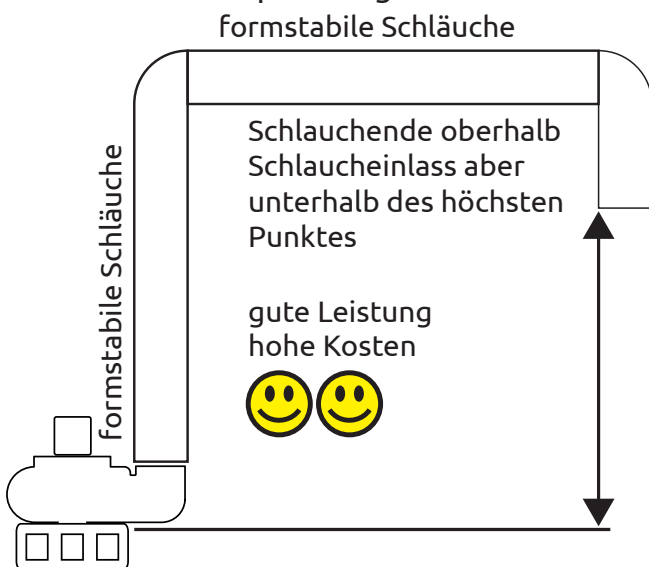 formstabile Schläuche
formstabile Schläuche
Schlauchende oberhalb
Schlaucheinlass aber
unterhalb des höchsten
Punktes
gute Leistung
hohe Kosten